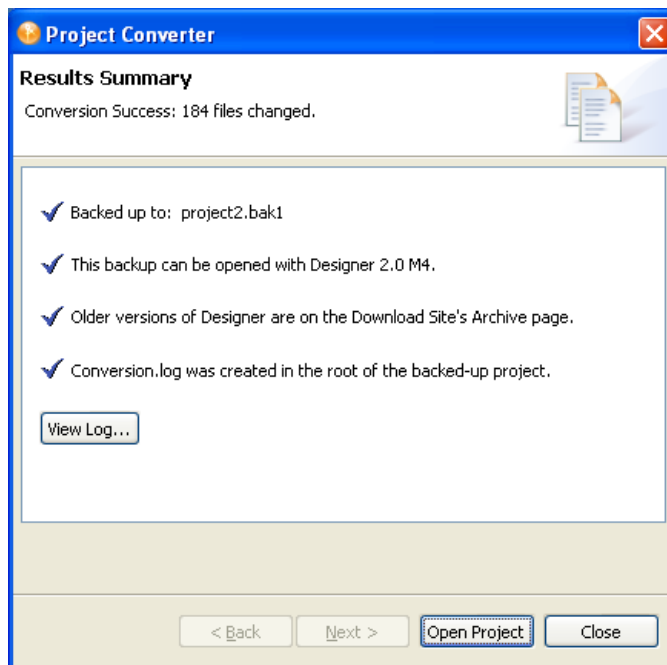 Project Converter
Results Summary
Conversion Success: 184 files changed.
Backed up to: project2.bak1
This backup can be opened with Designer 2.0 M4.
Older versions of Designer are on the Download Site's Archive page.
Conversion.log was created in the root of the backed-up project.
View Log...
< Back Next > Open Project Close